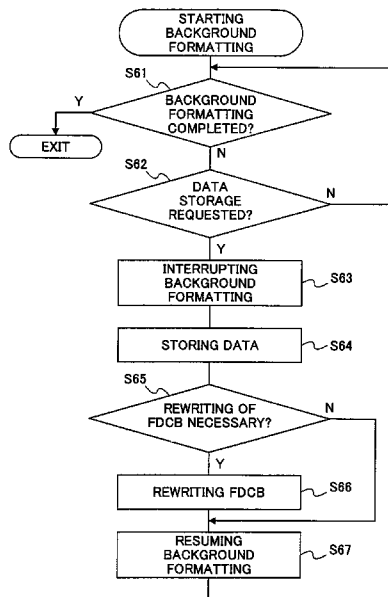 STARTING
BACKGROUND
FORMATTING
S61
Y
BACKGROUND
FORMATTING
COMPLETED?
EXIT
N
S62
DATA
STORAGE
REQUESTED?
N
Y
INTERRUPTING
BACKGROUND
FORMATTING
S63
STORING DATA
S64
S65
REWRITING OF
FDCB NECESSARY?
N
Y
REWRITING FDCB
S66
RESUMING
BACKGROUND
FORMATTING
S67